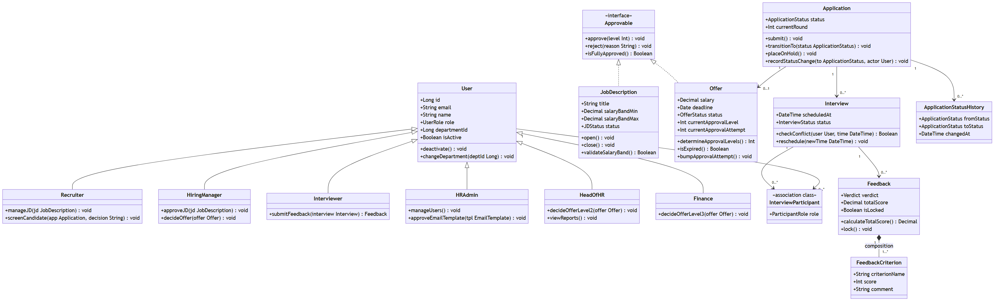 «interface»
Approvable
+approve(level Int) : void
+reject(reason String) : void
+isFullyApproved() : Boolean
Application
+ApplicationStatus status
+Int currentRound
+submit() : void
+transitionTo(status ApplicationStatus) : void
+placeOnHold() : void
+recordStatusChange(to ApplicationStatus, actor User) : void
1
1
1
0..1
0..*
0..*
User
+Long id
+String email
+String name
+UserRole role
+Long departmentId
+Boolean isActive
+deactivate() : void
+changeDepartment(deptId Long) : void
1
JobDescription
+String title
+Decimal salaryBandMin
+Decimal salaryBandMax
+JDStatus status
+open() : void
+close() : void
+validateSalaryBand() : Boolean
Offer
+Decimal salary
+Date deadline
+OfferStatus status
+Int currentApprovalLevel
+Int currentApprovalAttempt
+determineApprovalLevels() : Int
+isExpired() : Boolean
+bumpApprovalAttempt() : void
Interview
+DateTime scheduledAt
+InterviewStatus status
+checkConflict(user User, time DateTime) : Boolean
+reschedule(newTime DateTime) : void
ApplicationStatusHistory
+ApplicationStatus fromStatus
+ApplicationStatus toStatus
+DateTime changedAt
1
1
0..*
0..*
0..*
Recruiter
+manageJD(jd JobDescription) : void
+screenCandidate(app Application, decision String) : void
HiringManager
+approveJD(jd JobDescription) : void
+decideOffer(offer Offer) : void
Interviewer
+submitFeedback(interview Interview) : Feedback
HRAdmin
+manageUsers() : void
+approveEmailTemplate(tpl EmailTemplate) : void
HeadOfHR
+decideOfferLevel2(offer Offer) : void
+viewReports() : void
Finance
+decideOfferLevel3(offer Offer) : void
«association class»
InterviewParticipant
+ParticipantRole role
Feedback
+Verdict verdict
+Decimal totalScore
+Boolean isLocked
+calculateTotalScore() : Decimal
+lock() : void
1
composition
1..*
FeedbackCriterion
+String criterionName
+Int score
+String comment